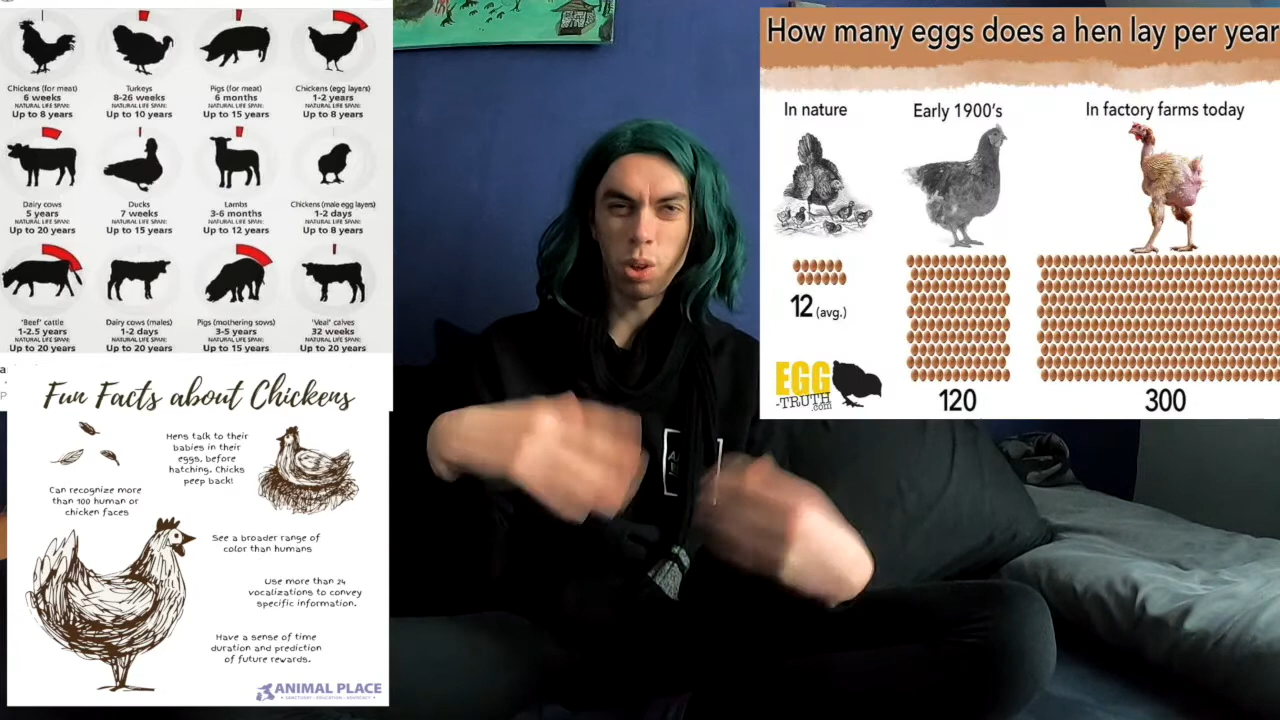 Chickens (for meat)
6 weeks
NATURAL LIFE SPAN:
Up to 8 years
Turkeys
8-26 weeks
NATURAL LIFE SPAN:
Up to 10 years
Pigs (for meat)
6 months
NATURAL LIFE SPAN:
Up to 15 years
Chickens (egg layers)
1-2 years
NATURAL LIFE SPAN:
Up to 8 years
Dairy cows
5 years
NATURAL LIFE SPAN:
Up to 20 years
Ducks
7 weeks
NATURAL LIFE SPAN:
Up to 15 years
Lambs
3-6 months
NATURAL LIFE SPAN:
Up to 12 years
Chickens (male egg layers)
1-2 days
NATURAL LIFE SPAN:
Up to 8 years
'Beef' cattle
1-2.5 years
NATURAL LIFE SPAN:
Up to 20 years
Dairy cows (males)
1-2 days
NATURAL LIFE SPAN:
Up to 20 years
Pigs (mothering sows)
3-5 years
NATURAL LIFE SPAN:
Up to 15 years
'Veal' calves
32 weeks
NATURAL LIFE SPAN:
Up to 20 years
Fun Facts about Chickens
Hens talk to their
babies in their
eggs, before
hatching. Chicks
peep back!
Can recognize more
than 100 human or
chicken faces
See a broader range of
color than humans
Use more than 24
vocalizations to convey
specific information.
Have a sense of time
duration and prediction
of future rewards.
ANIMAL PLACE
SANCTUARY • EDUCATION • ADVOCACY
How many eggs does a hen lay per year
In nature
Early 1900's
In factory farms today
12 (avg.)
120
300
EGG
-TRUTH
.com